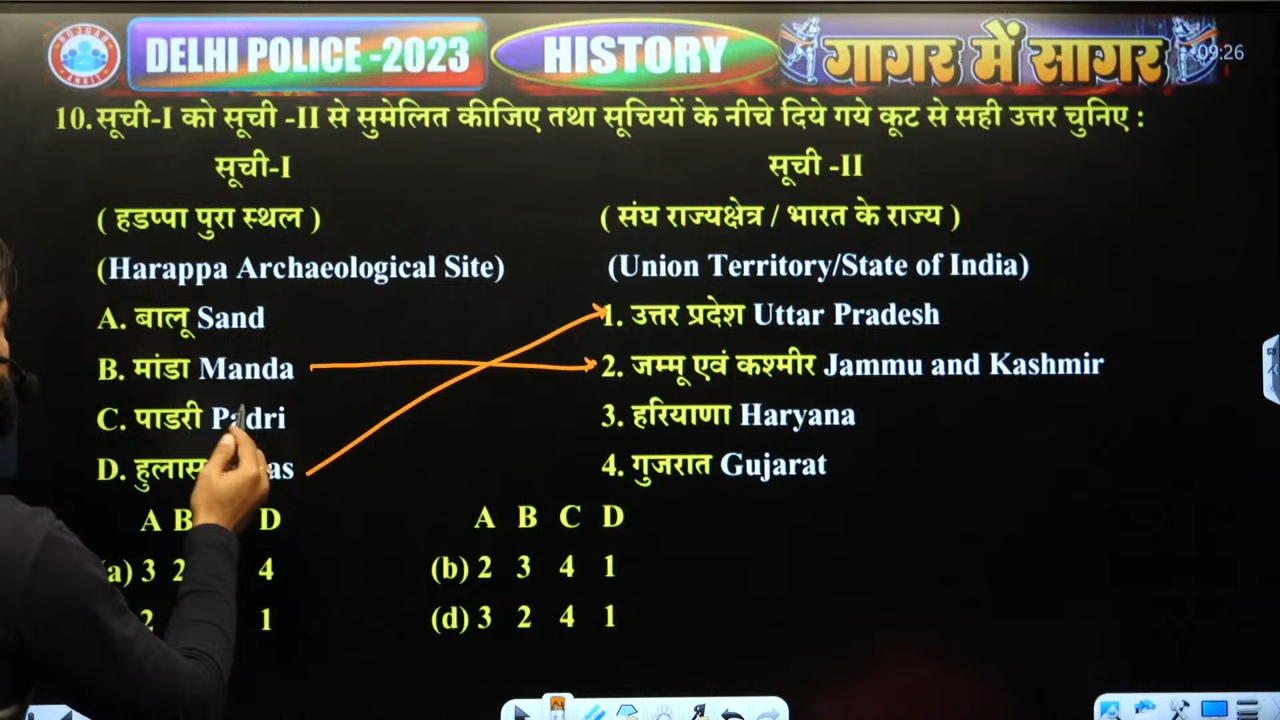 ROJGAR
ANKIT
DELHI POLICE -2023
HISTORY
गागर में सागर
09:26
10. सूची-I को सूची -II से सुमेलित कीजिए तथा सूचियों के नीचे दिये गये कूट से सही उत्तर चुनिए :
सूची-I सूची -II
( हडप्पा पुरा स्थल ) ( संघ राज्यक्षेत्र / भारत के राज्य )
(Harappa Archaeological Site) (Union Territory/State of India)
A. बालू Sand 1. उत्तर प्रदेश Uttar Pradesh
B. मांडा Manda 2. जम्मू एवं कश्मीर Jammu and Kashmir
C. पाडरी Padri 3. हरियाणा Haryana
D. हुलास 4. गुजरात Gujarat
A B D A B C D
(a) 3 2 4 (b) 2 3 4 1
2 1 (d) 3 2 4 1